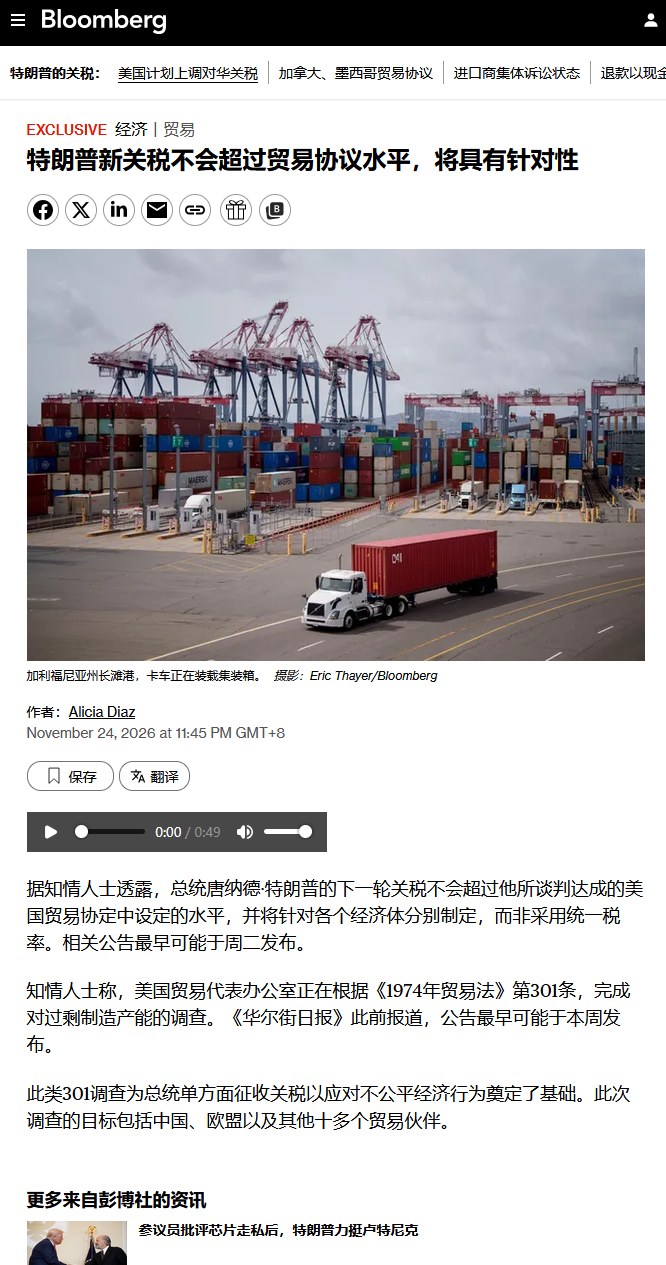 Bloomberg
特朗普的关税： 美国计划上调对华关税 加拿大、墨西哥贸易协议 进口商集体诉讼状态 退款以现金
EXCLUSIVE 经济 | 贸易
特朗普新关税不会超过贸易协议水平，将具有针对性
MAERSK
加利福尼亚州长滩港，卡车正在装载集装箱。 摄影：Eric Thayer/Bloomberg
作者：Alicia Diaz
November 24, 2026 at 11:45 PM GMT+8
保存 翻译
0:00 / 0:49
据知情人士透露，总统唐纳德·特朗普的下一轮关税不会超过他所谈判达成的美
国贸易协定中设定的水平，并将针对各个经济体分别制定，而非采用统一税
率。相关公告最早可能于周二发布。
知情人士称，美国贸易代表办公室正在根据《1974年贸易法》第301条，完成
对过剩制造产能的调查。《华尔街日报》此前报道，公告最早可能于本周发
布。
此类301调查为总统单方面征收关税以应对不公平经济行为奠定了基础。此次
调查的目标包括中国、欧盟以及其他十多个贸易伙伴。
更多来自彭博社的资讯
参议员批评芯片走私后，特朗普力挺卢特尼克